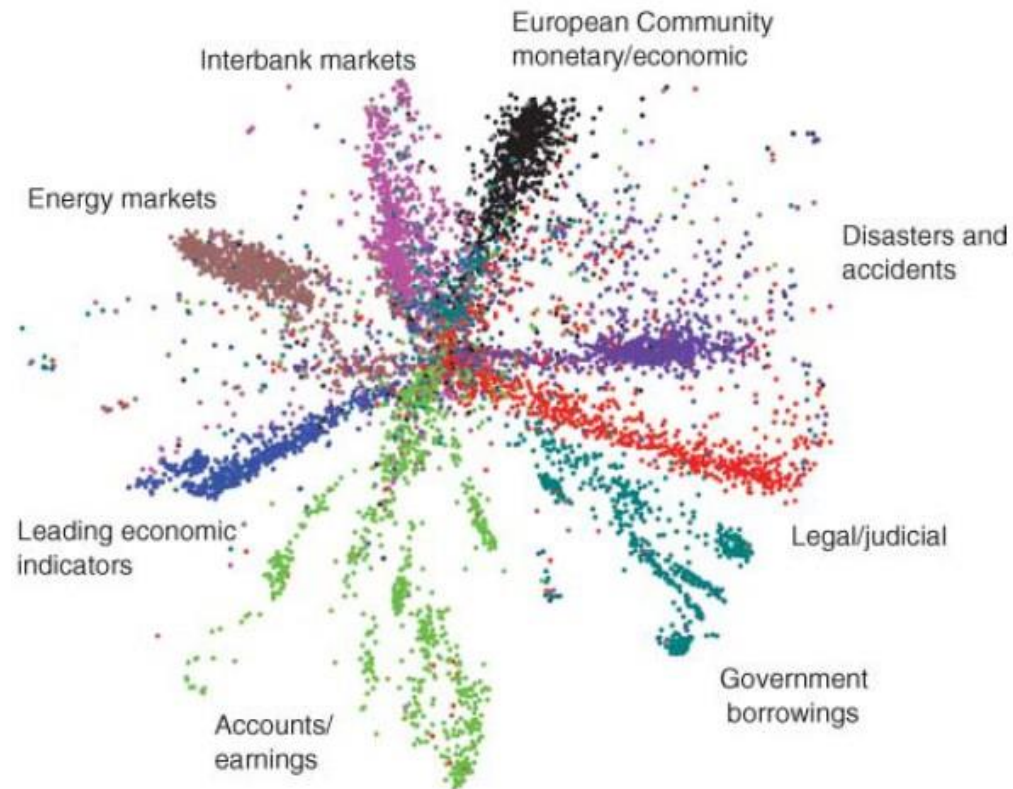 European Community
monetary/economic
Interbank markets
Energy markets
Disasters and
accidents
Leading economic
indicators
Legal/judicial
Government
borrowings
Accounts/
earnings